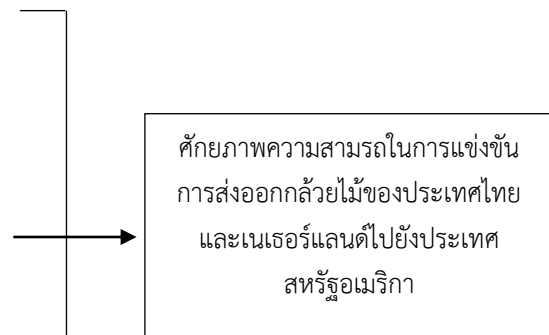 ศักยภาพความสามรถในการแข่งขัน
การส่งออกกล้วยไม้ของประเทศไทย
และเนเธอร์แลนด์ไปยังประเทศ
สหรัฐอเมริกา